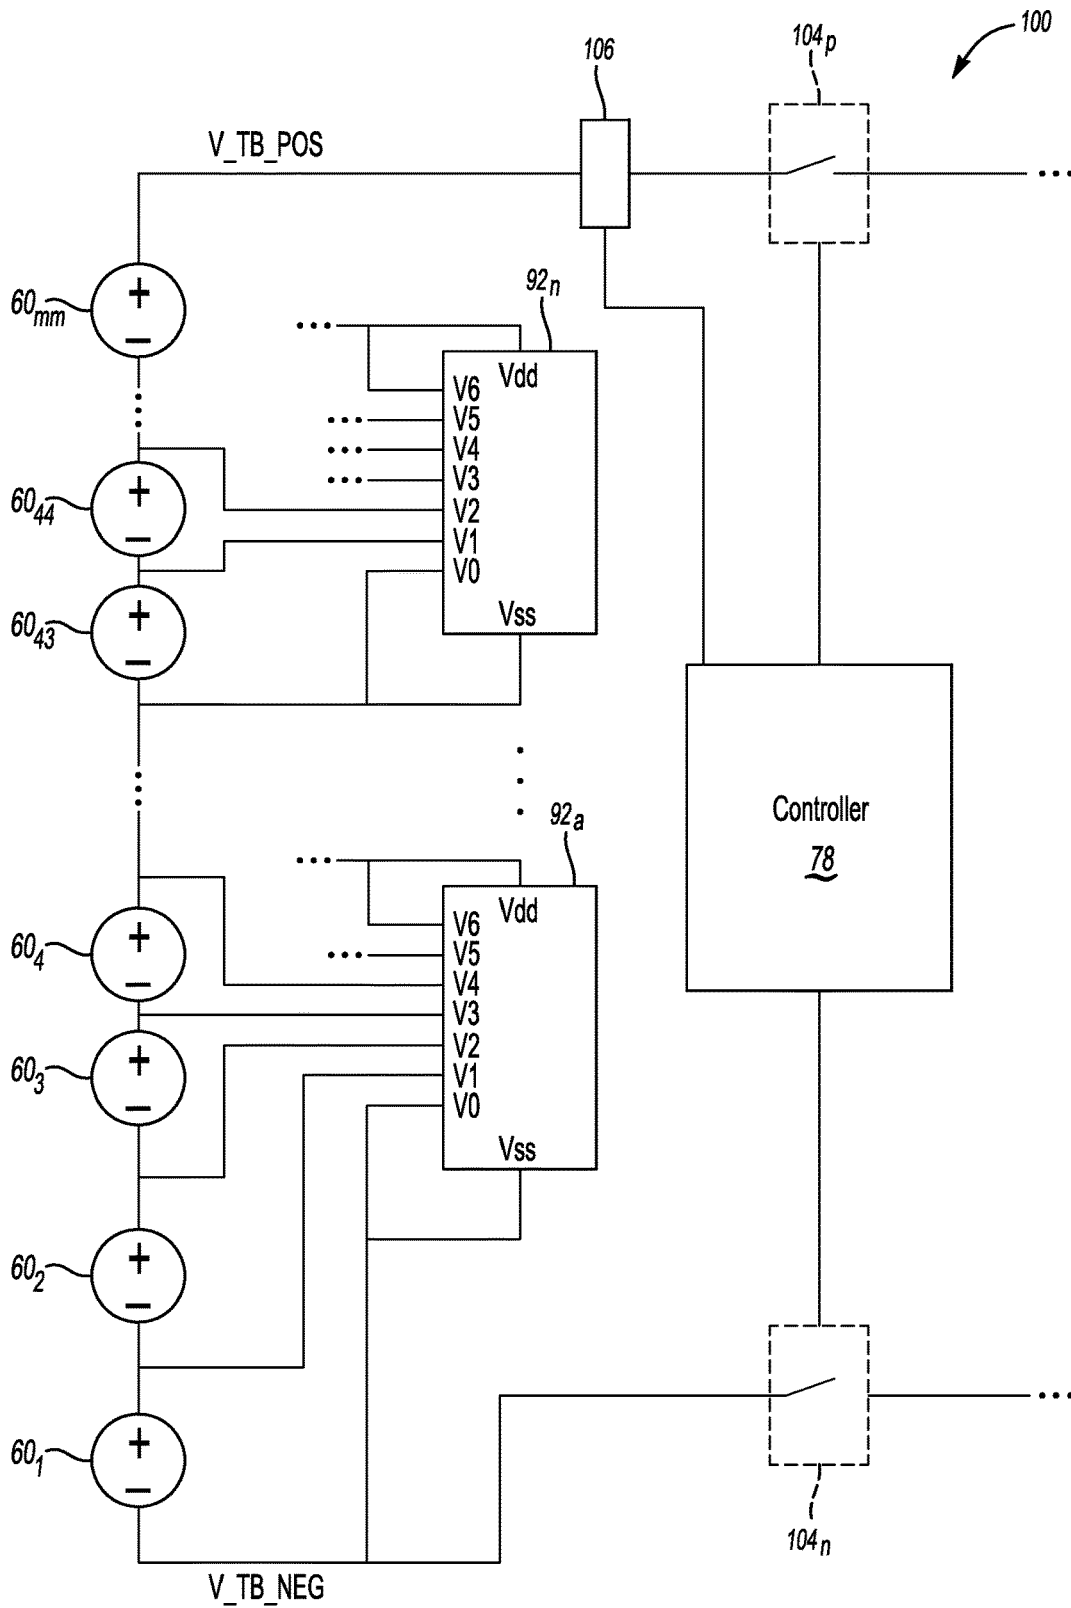 100
106
104p
V_TB_POS
60mm
92n
Vdd
V6
V5
V4
V3
V2
V1
V0
Vss
6044
6043
Controller
78
92a
Vdd
V6
V5
V4
V3
V2
V1
V0
Vss
604
603
602
601
104n
V_TB_NEG